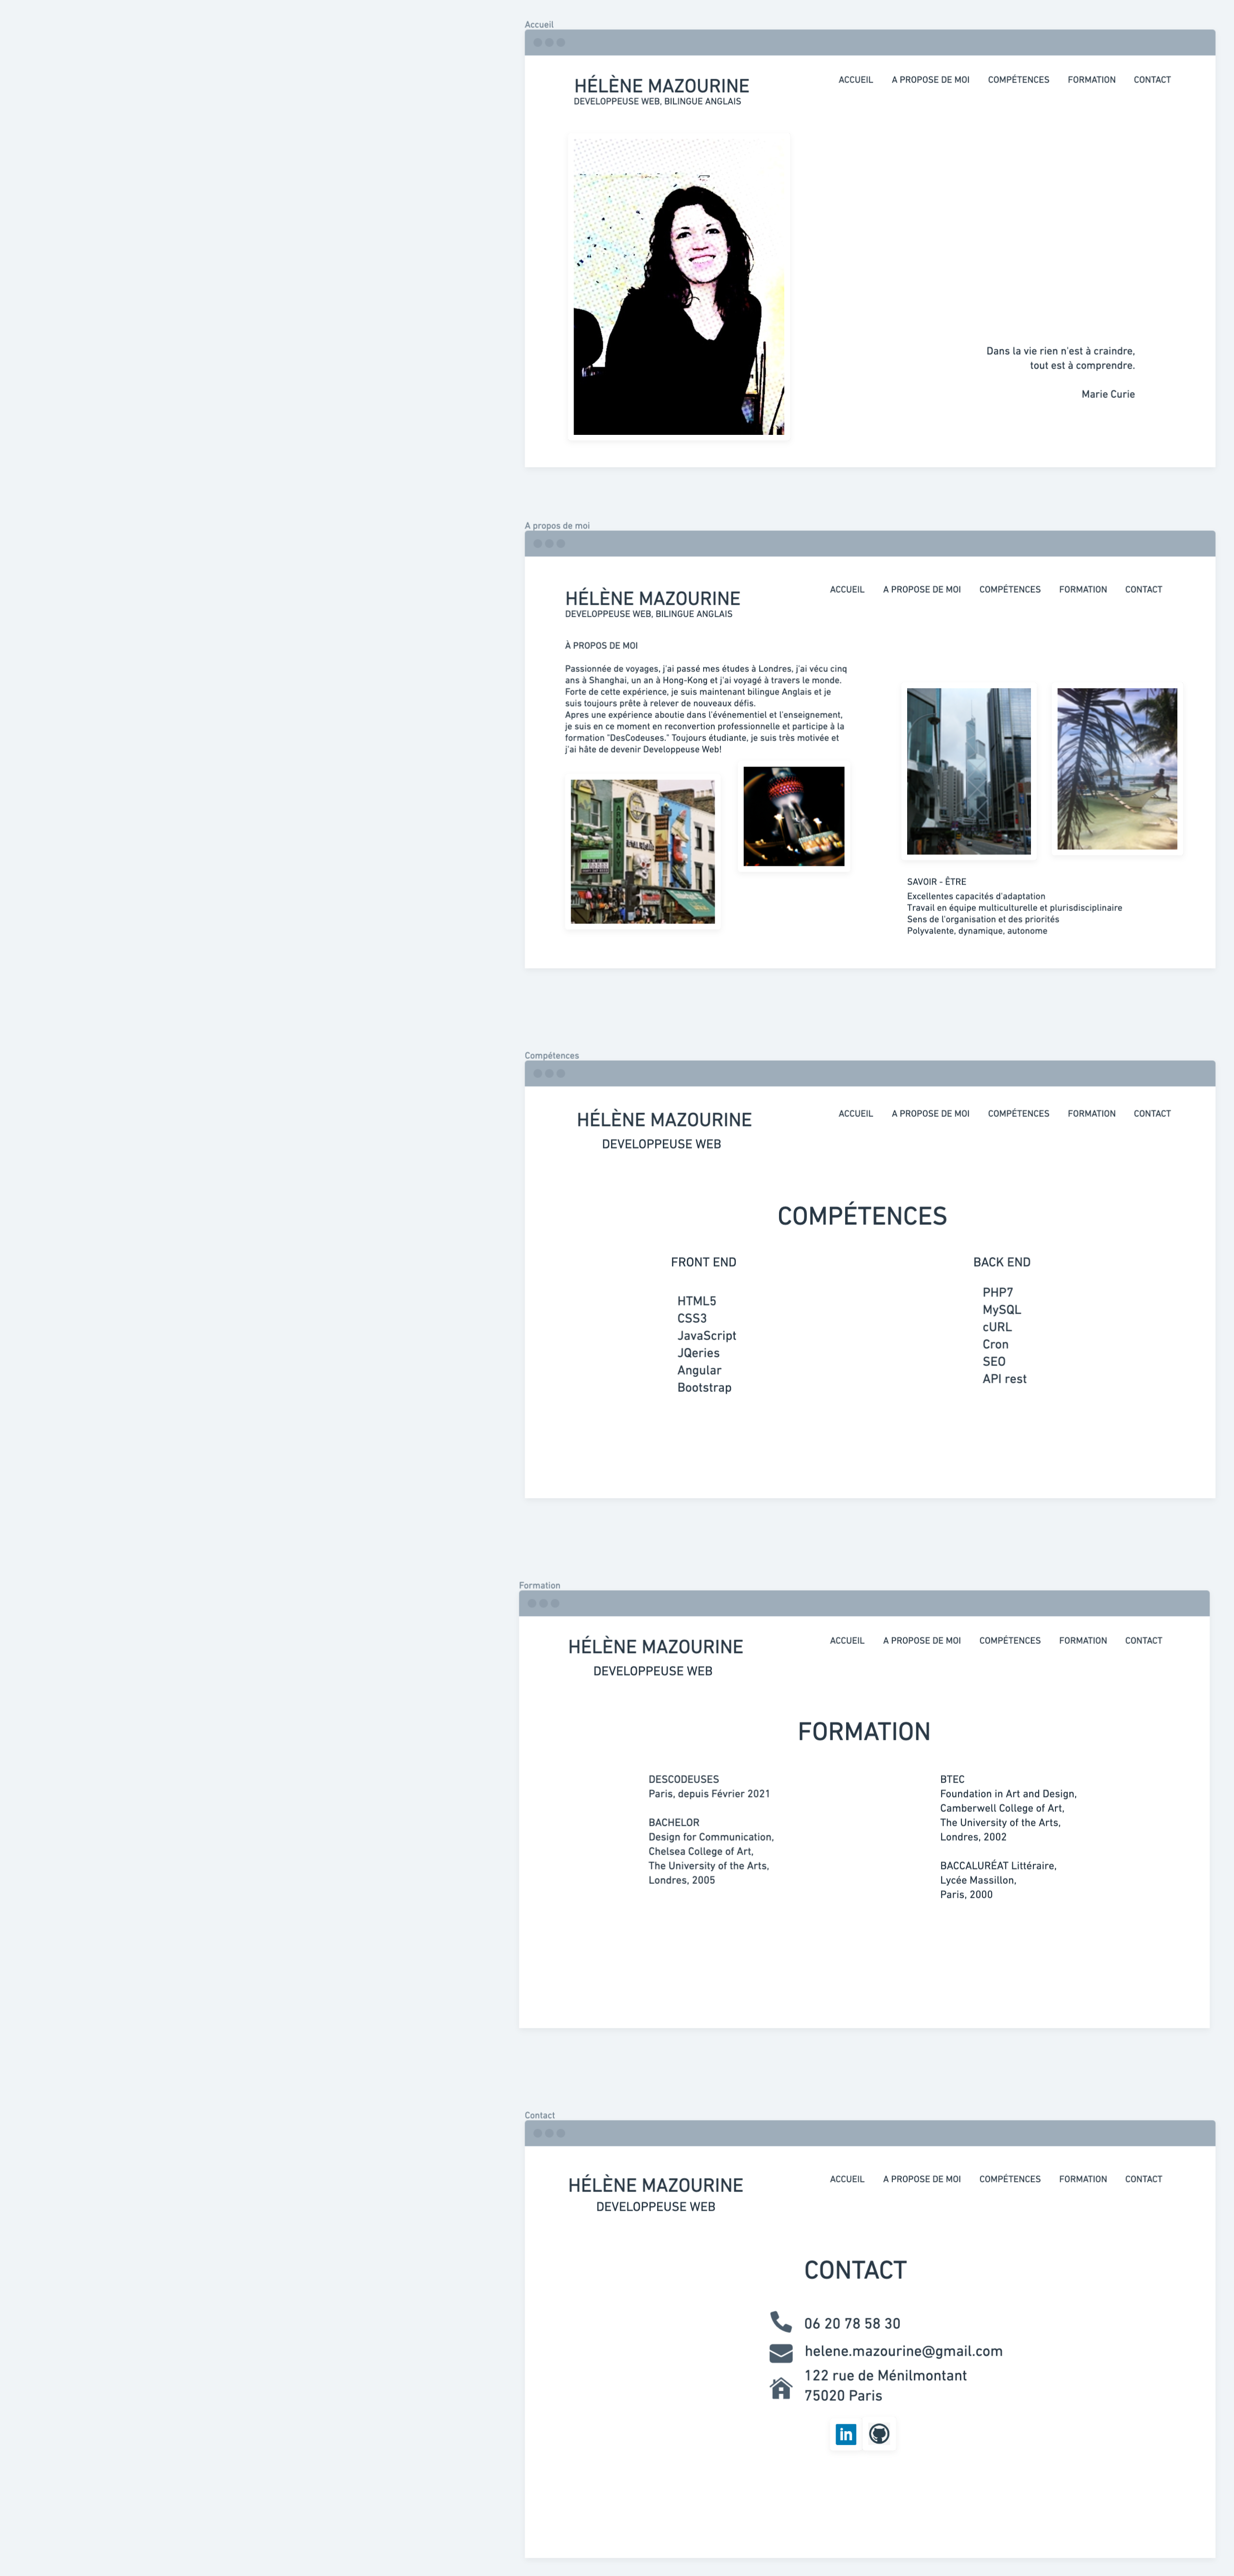 Accueil
HÉLÈNE MAZOURINE
DEVELOPPEUSE WEB, BILINGUE ANGLAIS
ACCUEIL A PROPOSE DE MOI COMPÉTENCES FORMATION CONTACT
Dans la vie rien n'est à craindre,
tout est à comprendre.
Marie Curie
A propos de moi
HÉLÈNE MAZOURINE
DEVELOPPEUSE WEB, BILINGUE ANGLAIS
ACCUEIL A PROPOSE DE MOI COMPÉTENCES FORMATION CONTACT
À PROPOS DE MOI
Passionnée de voyages, j'ai passé mes études à Londres, j'ai vécu cinq
ans à Shanghai, un an à Hong-Kong et j'ai voyagé à travers le monde.
Forte de cette expérience, je suis maintenant bilingue Anglais et je
suis toujours prête à relever de nouveaux défis.
Apres une expérience aboutie dans l'événementiel et l'enseignement,
je suis en ce moment en reconvertion professionnelle et participe à la
formation "DesCodeuses." Toujours étudiante, je suis très motivée et
j'ai hâte de devenir Developpeuse Web!
SAVOIR - ÊTRE
Excellentes capacités d'adaptation
Travail en équipe multiculturelle et plurisdisciplinaire
Sens de l'organisation et des priorités
Polyvalente, dynamique, autonome
Compétences
HÉLÈNE MAZOURINE
DEVELOPPEUSE WEB
ACCUEIL A PROPOSE DE MOI COMPÉTENCES FORMATION CONTACT
COMPÉTENCES
FRONT END
HTML5
CSS3
JavaScript
JQeries
Angular
Bootstrap
BACK END
PHP7
MySQL
cURL
Cron
SEO
API rest
Formation
HÉLÈNE MAZOURINE
DEVELOPPEUSE WEB
ACCUEIL A PROPOSE DE MOI COMPÉTENCES FORMATION CONTACT
FORMATION
DESCODEUSES
Paris, depuis Février 2021
BACHELOR
Design for Communication,
Chelsea College of Art,
The University of the Arts,
Londres, 2005
BTEC
Foundation in Art and Design,
Camberwell College of Art,
The University of the Arts,
Londres, 2002
BACCALURÉAT Littéraire,
Lycée Massillon,
Paris, 2000
Contact
HÉLÈNE MAZOURINE
DEVELOPPEUSE WEB
ACCUEIL A PROPOSE DE MOI COMPÉTENCES FORMATION CONTACT
CONTACT
06 20 78 58 30
helene.mazourine@gmail.com
122 rue de Ménilmontant
75020 Paris
in